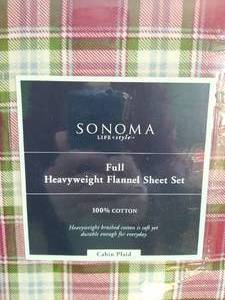 SONOMA
LIFE+style
Full
Heavyweight Flannel Sheet Set
100% COTTON
Heavyweight brushed cotton is soft yet
durable enough for everyday.
Cabin Plaid